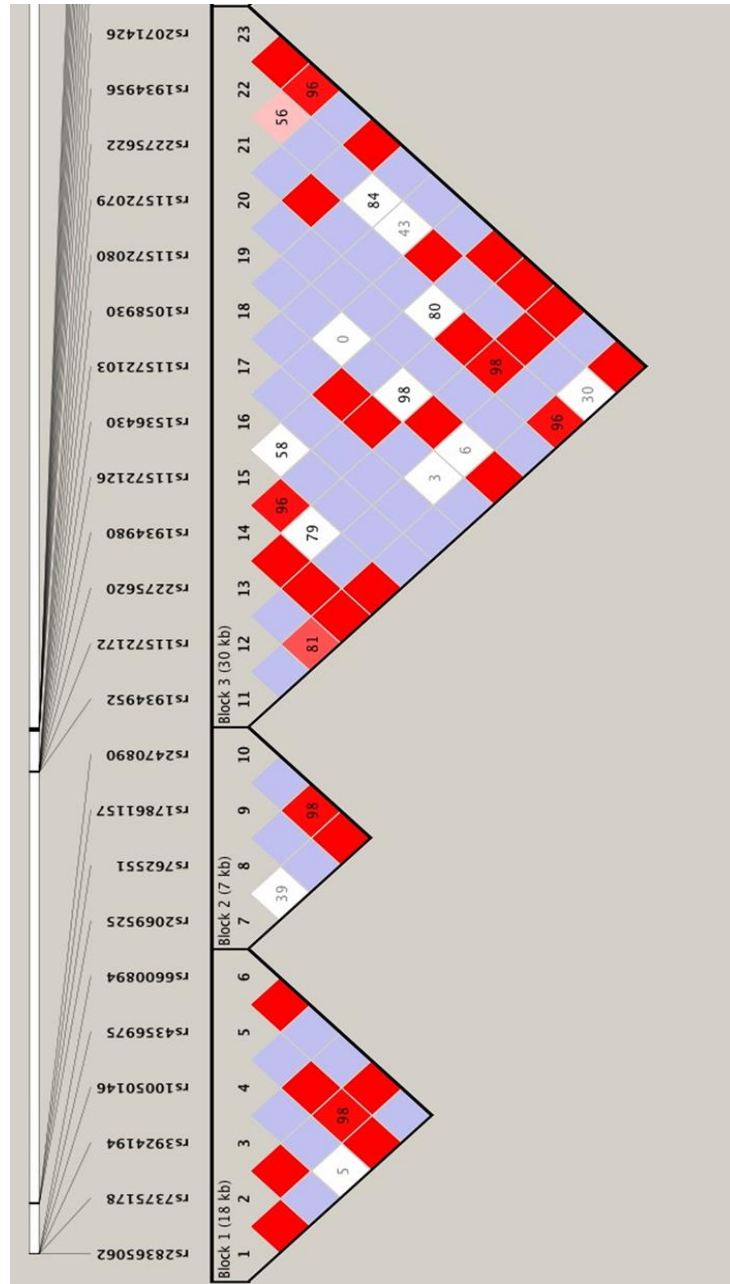 rs28365062
rs7375178
rs3924194
rs10050146
rs4356975
rs6600894
rs2069525
rs762551
rs17861157
rs2470890
rs1934952
rs11572172
rs2275620
rs1934980
rs11572126
rs1536430
rs11572103
rs1058930
rs11572080
rs11572079
rs2275622
rs1934956
rs2071426
Block 1 (18 kb) Block 2 (7 kb) Block 3 (30 kb)
1 2 3 4 5 6 7 8 9 10 11 12 13 14 15 16 17 18 19 20 21 22 23
39 96 58 56
98 81 79 96
5 98 0
84
98 43
3 80
6
98
96
30